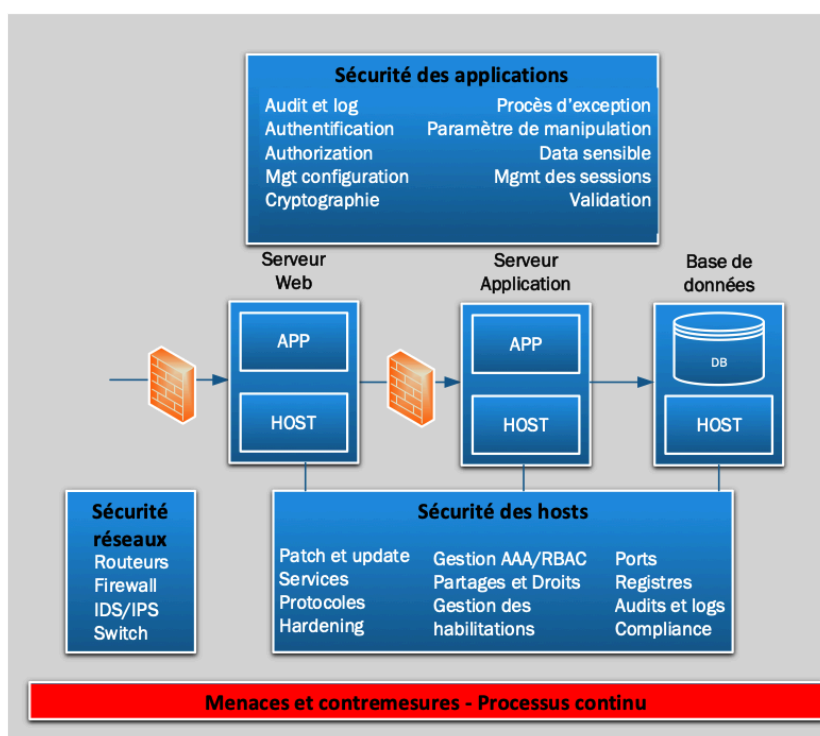 Sécurité des applications
Audit et log
Authentification
Authorization
Mgt configuration
Cryptographie
Procès d'exception
Paramètre de manipulation
Data sensible
Mgmt des sessions
Validation
Serveur
Web
Serveur
Application
Base de
données
APP
HOST
APP
HOST
DB
HOST
Sécurité
réseaux
Routeurs
Firewall
IDS/IPS
Switch
Sécurité des hosts
Patch et update
Services
Protocoles
Hardening
Gestion AAA/RBAC
Partages et Droits
Gestion des
habilitations
Ports
Registres
Audits et logs
Compliance
Menaces et contremesures - Processus continu